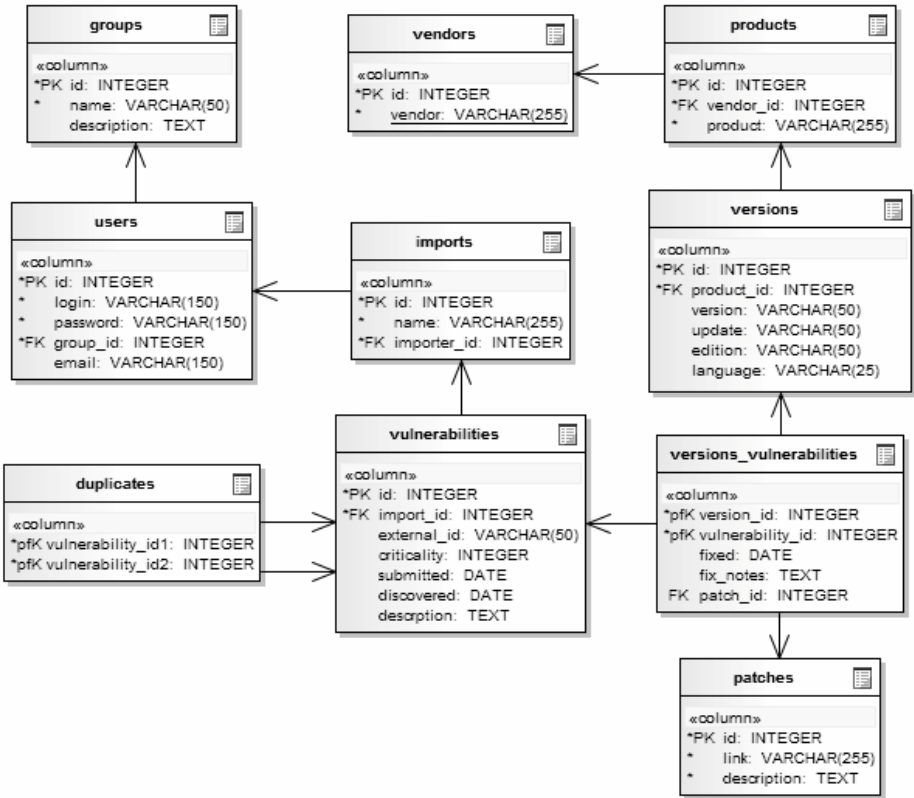 groups
«column»
*PK id: INTEGER
* name: VARCHAR(50)
description: TEXT
vendors
«column»
*PK id: INTEGER
* vendor: VARCHAR(255)
products
«column»
*PK id: INTEGER
*FK vendor_id: INTEGER
* product: VARCHAR(255)
users
«column»
*PK id: INTEGER
* login: VARCHAR(150)
* password: VARCHAR(150)
*FK group_id: INTEGER
email: VARCHAR(150)
imports
«column»
*PK id: INTEGER
* name: VARCHAR(255)
*FK importer_id: INTEGER
versions
«column»
*PK id: INTEGER
*FK product_id: INTEGER
version: VARCHAR(50)
update: VARCHAR(50)
edition: VARCHAR(50)
language: VARCHAR(25)
duplicates
«column»
*pfK vulnerability_id1: INTEGER
*pfK vulnerability_id2: INTEGER
vulnerabilities
«column»
*PK id: INTEGER
*FK import_id: INTEGER
external_id: VARCHAR(50)
criticality: INTEGER
submitted: DATE
discovered: DATE
descrption: TEXT
versions_vulnerabilities
«column»
*pfK version_id: INTEGER
*pfK vulnerability_id: INTEGER
fixed: DATE
fix_notes: TEXT
FK patch_id: INTEGER
patches
«column»
*PK id: INTEGER
* link: VARCHAR(255)
* description: TEXT